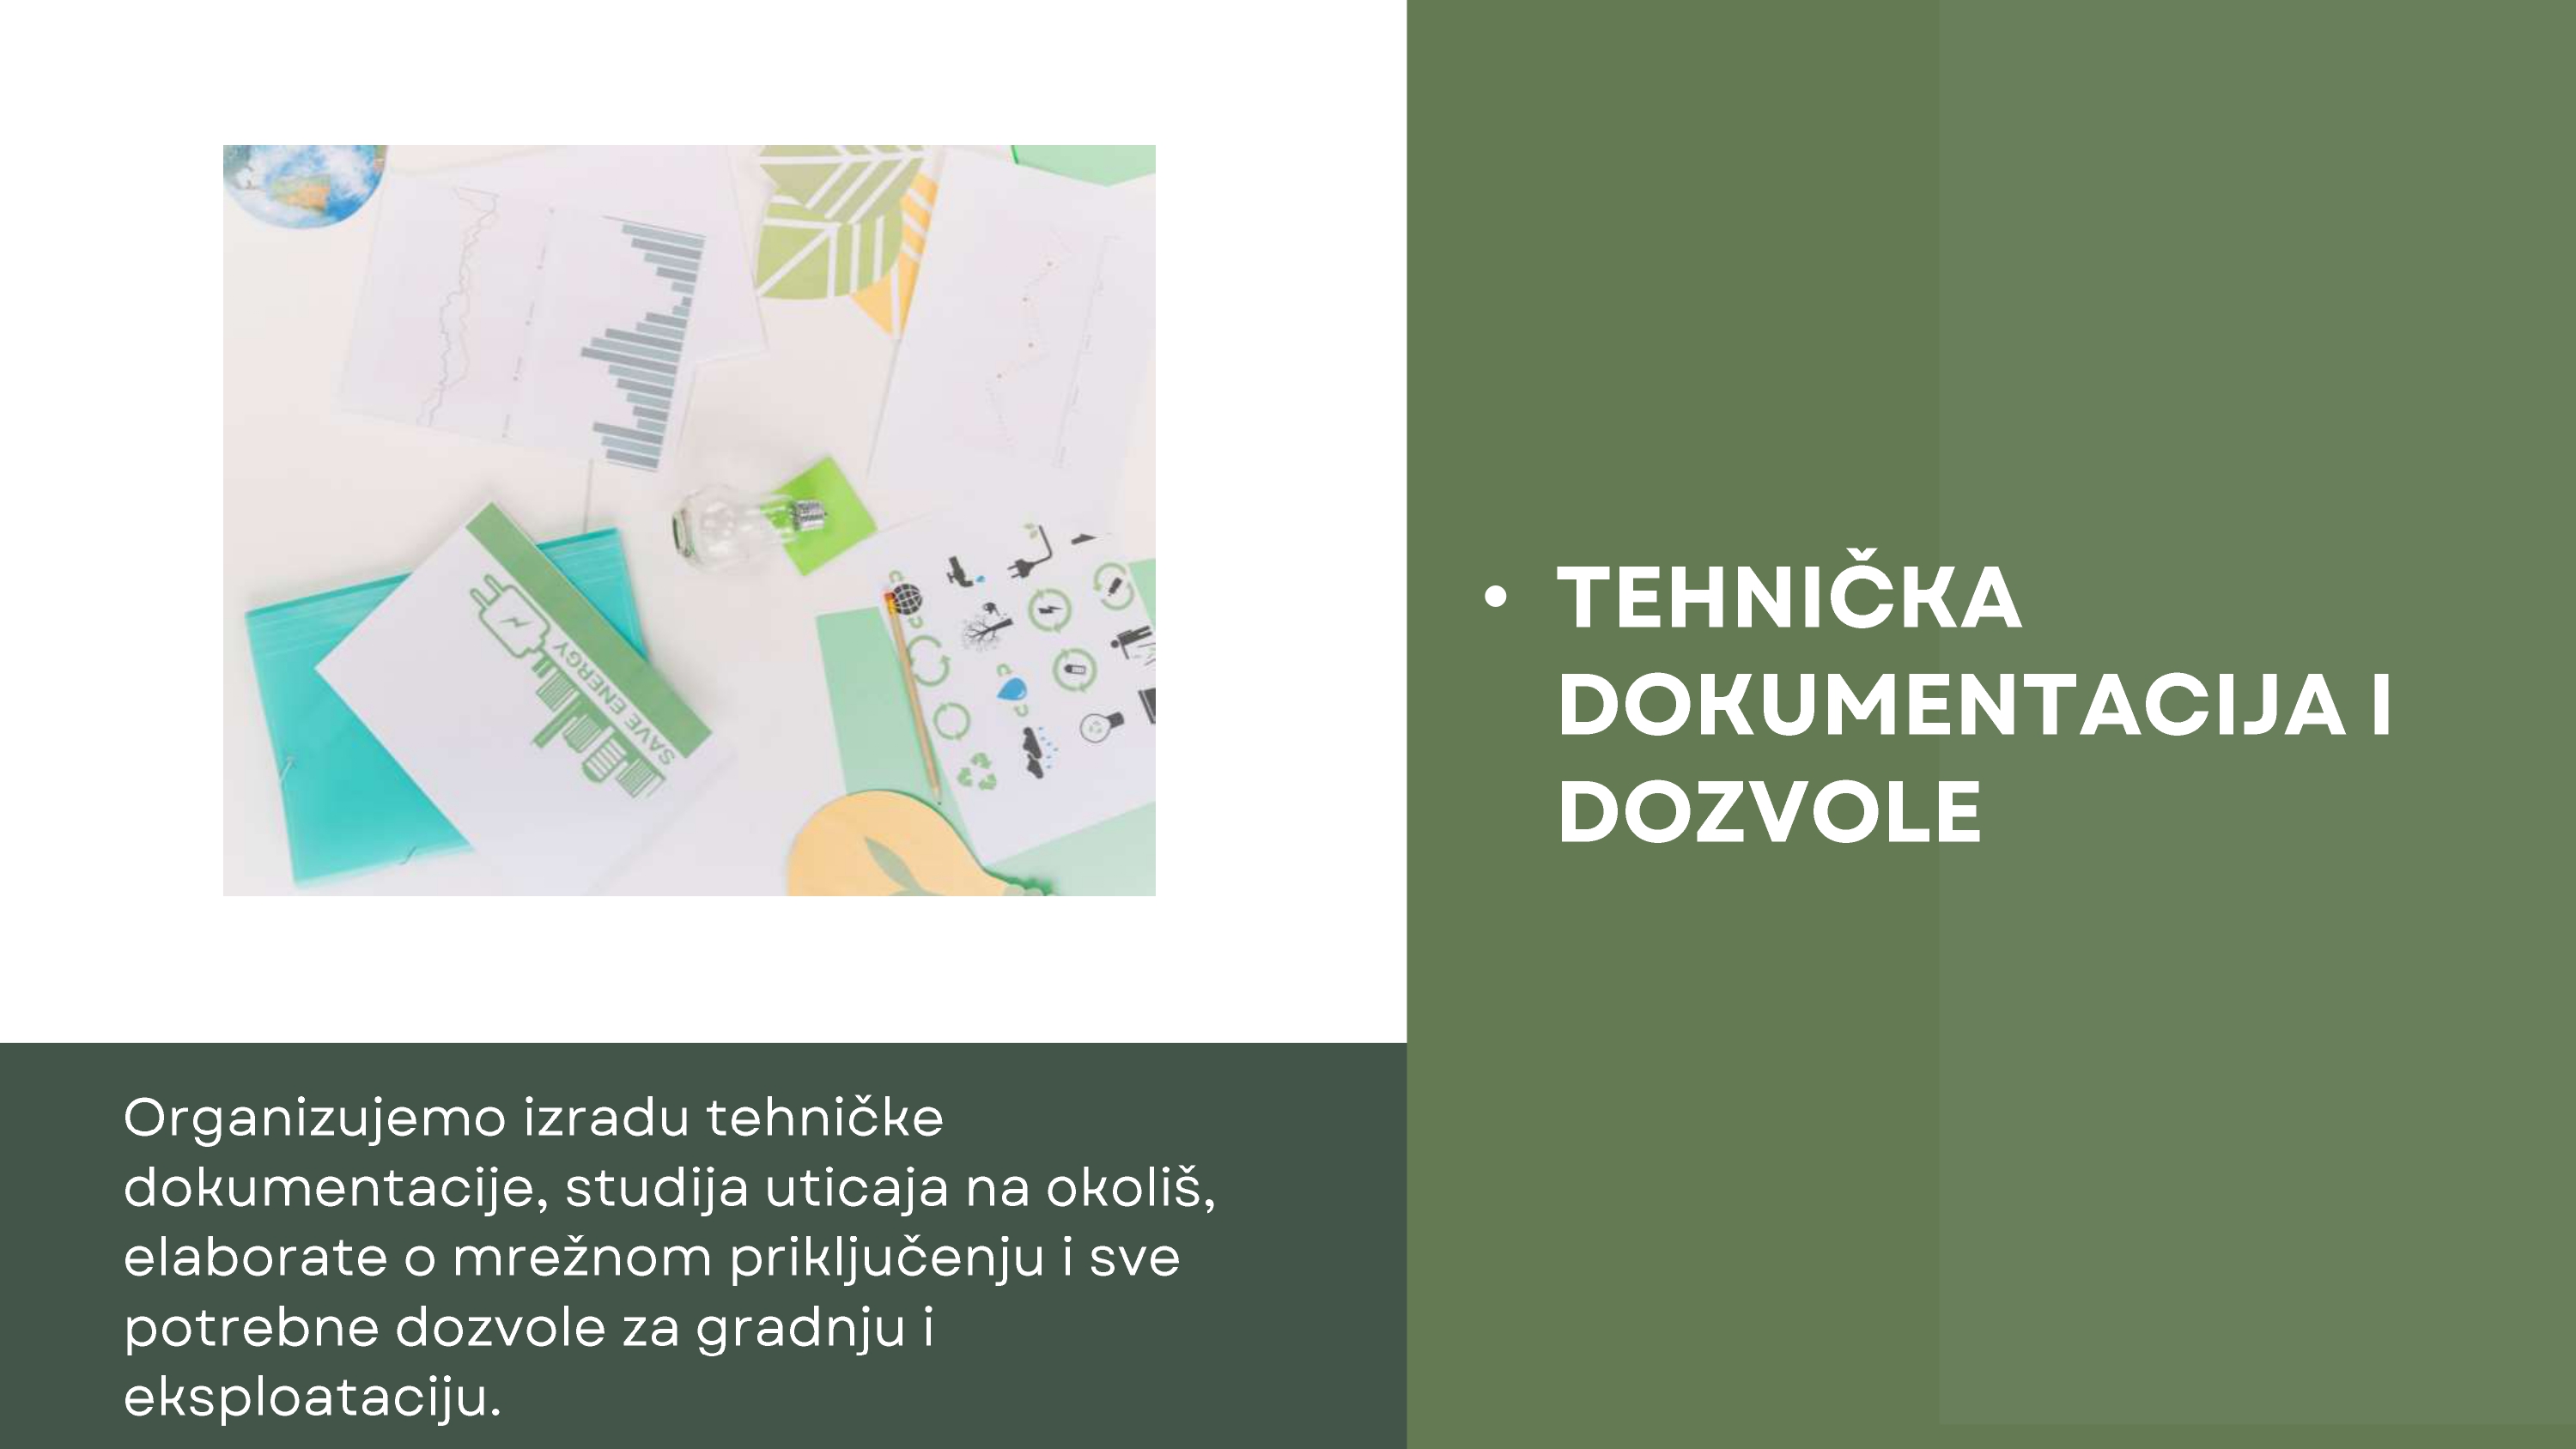 SAVE ENERGY
• TEHNIČKA
DOKUMENTACIJA I
DOZVOLE
Organizujemo izradu tehničke
dokumentacije, studija uticaja na okoliš,
elaborate o mrežnom priključenju i sve
potrebne dozvole za gradnju i
eksploataciju.